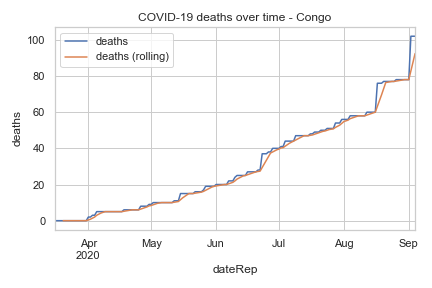 COVID-19 deaths over time - Congo
deaths
deaths (rolling)
100
80
60
40
20
0
deaths
Apr
2020
May
Jun
Jul
Aug
Sep
dateRep